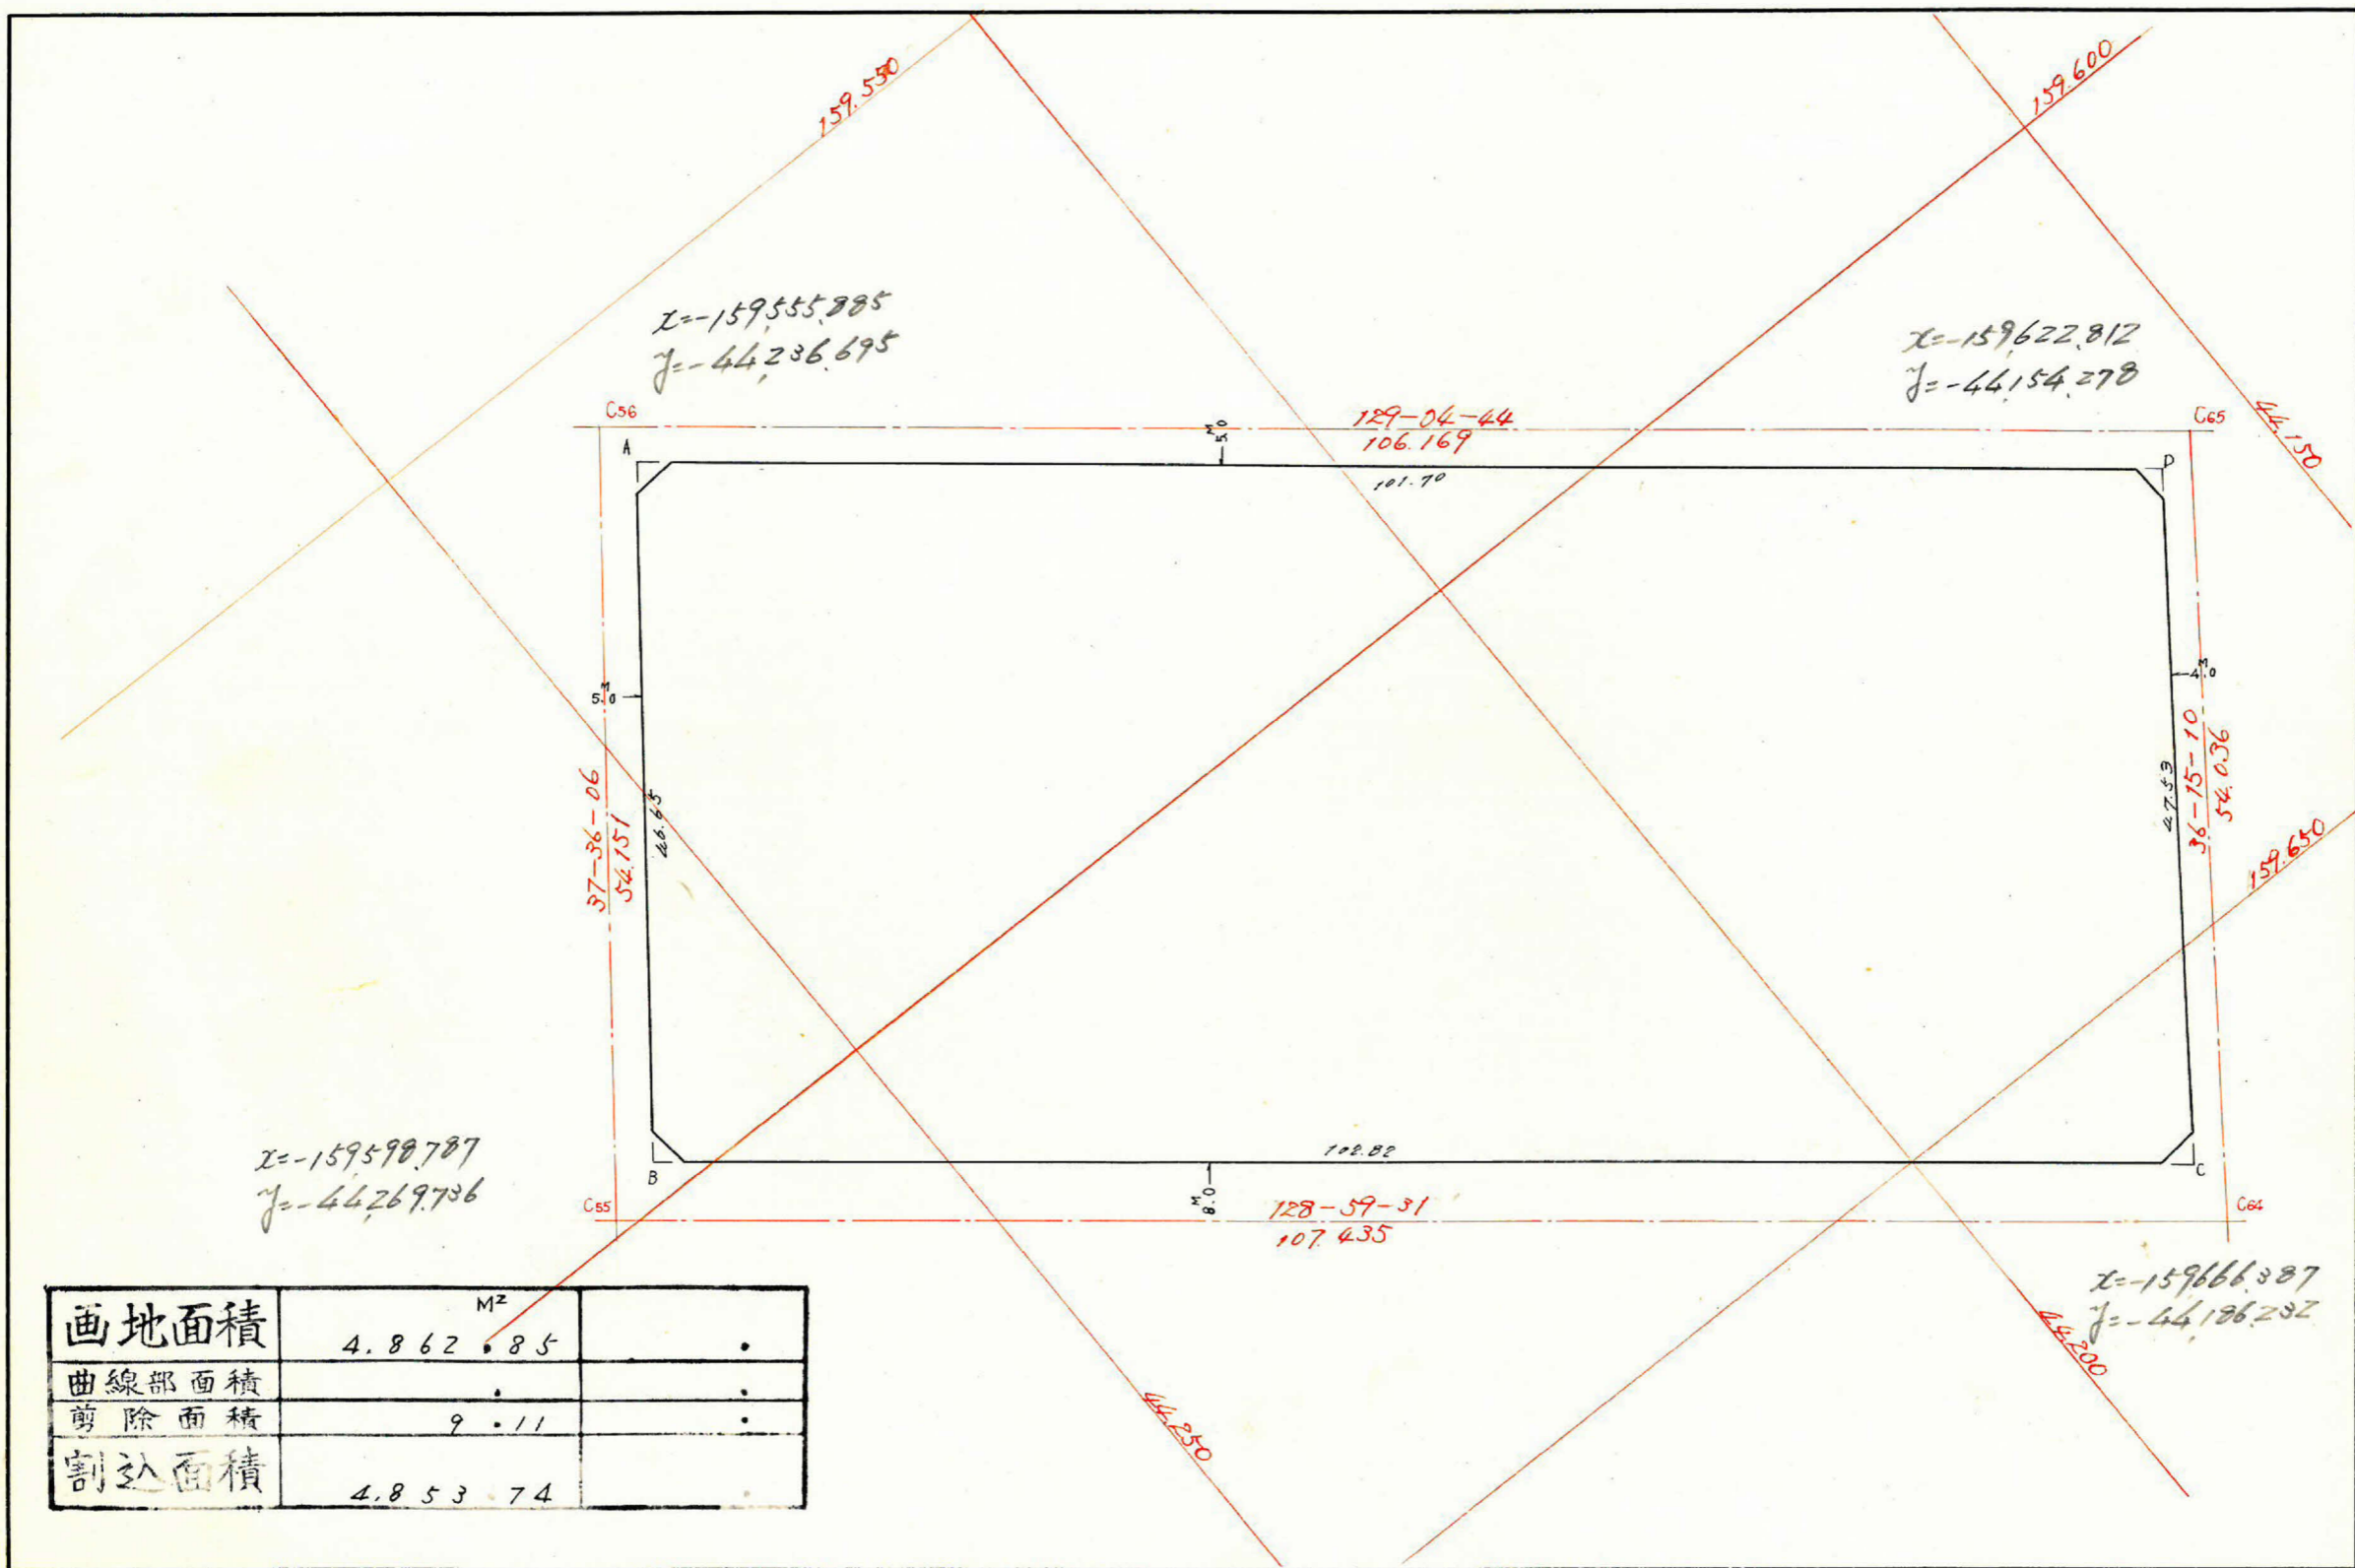 159.550
159.600
x=-159,555.885
y=-44,236.695
x=-159,622.812
y=-44,154.278
44.150
C56
129-04-44
106.169
C65
A
5.0M
D
101.70
5.0M
4.0M
37-36-06
54.151
46.65
47.53
36-15-10
54.036
159.650
x=-159,598.787
y=-44,269.736
B
102.82
C
C55
8.0M
128-59-31
107.435
C64
x=-159,666.387
y=-44,186.232
44.200
44.250
画地面積 4.862.85 M²
曲線部面積 .
剪除面積 9.11
割込面積 4.853.74